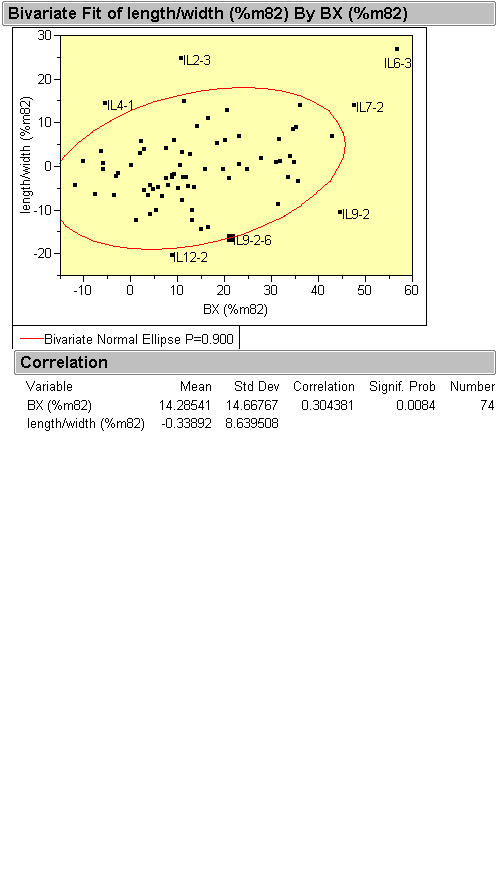 Bivariate Fit of length/width (%m82) By BX (%m82)
30
20
10
0
-10
-20
length/width (%m82)
IL2-3
IL6-3
IL4-1
IL7-2
IL9-2
IL9-2-6
IL12-2
-10 0 10 20 30 40 50 60
BX (%m82)
Bivariate Normal Ellipse P=0.900
Correlation
Variable Mean Std Dev Correlation Signif. Prob Number
BX (%m82) 14.28541 14.66767 0.304381 0.0084 74
length/width (%m82) -0.33892 8.639508